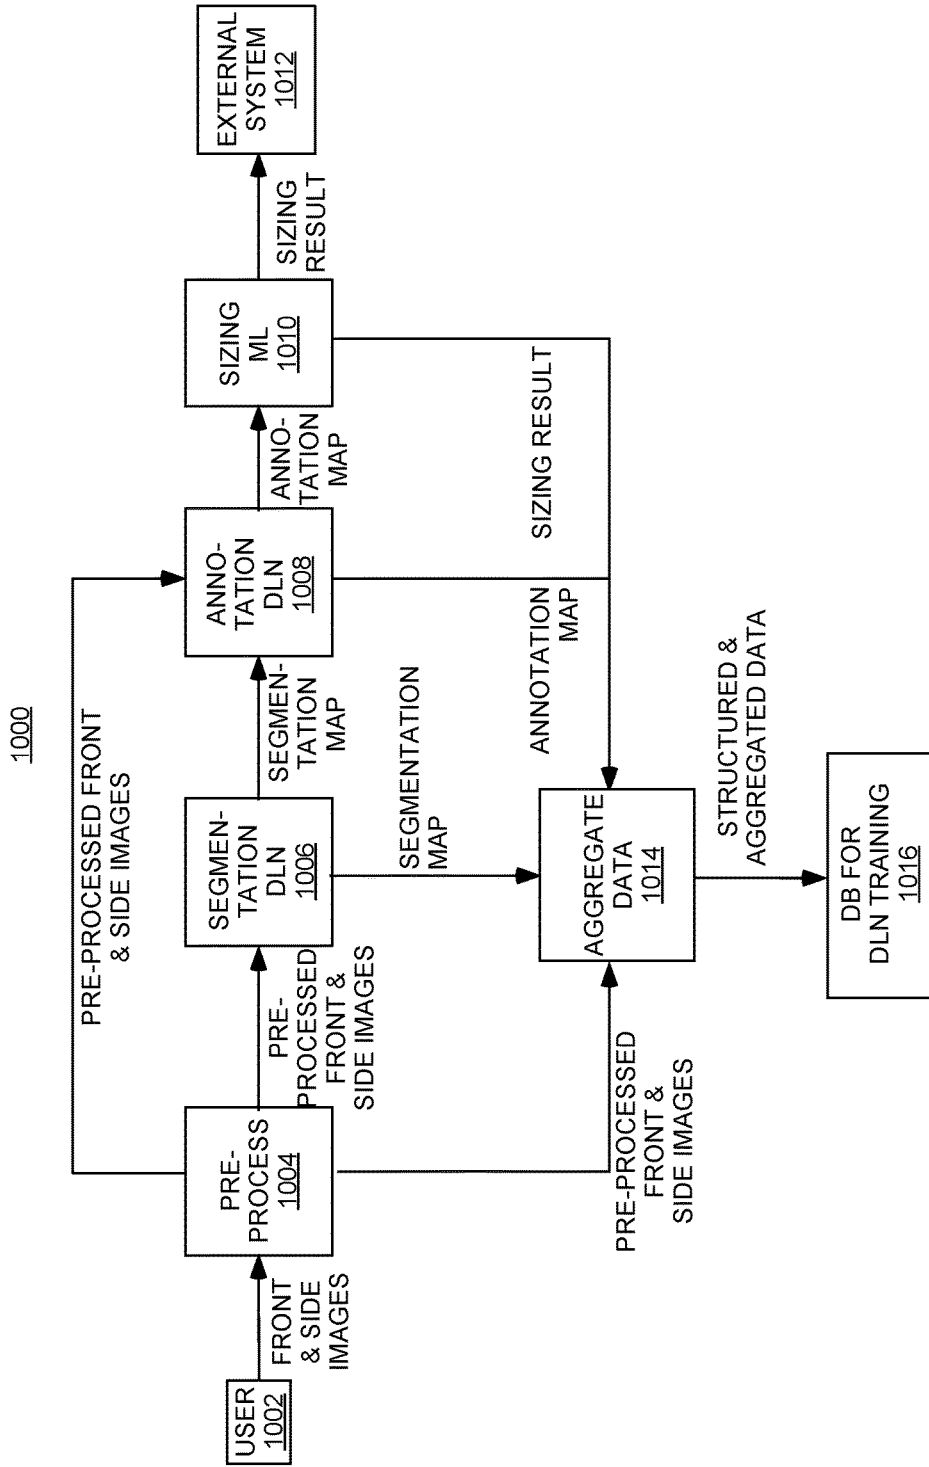 1000
PRE-PROCESSED FRONT
& SIDE IMAGES
USER
1002
FRONT
& SIDE
IMAGES
PRE-
PROCESS
1004
PRE-
PROCESSED
FRONT &
SIDE IMAGES
SEGMEN-
TATION
DLN
1006
SEGMEN-
TATION
MAP
ANNO-
TATION
DLN
1008
ANNO-
TATION
MAP
SIZING
ML
1010
SIZING
RESULT
EXTERNAL
SYSTEM
1012
PRE-PROCESSED
FRONT &
SIDE IMAGES
SEGMENTATION
MAP
ANNOTATION
MAP
SIZING RESULT
AGGREGATE
DATA
1014
STRUCTURED &
AGGREGATED DATA
DB FOR
DLN TRAINING
1016